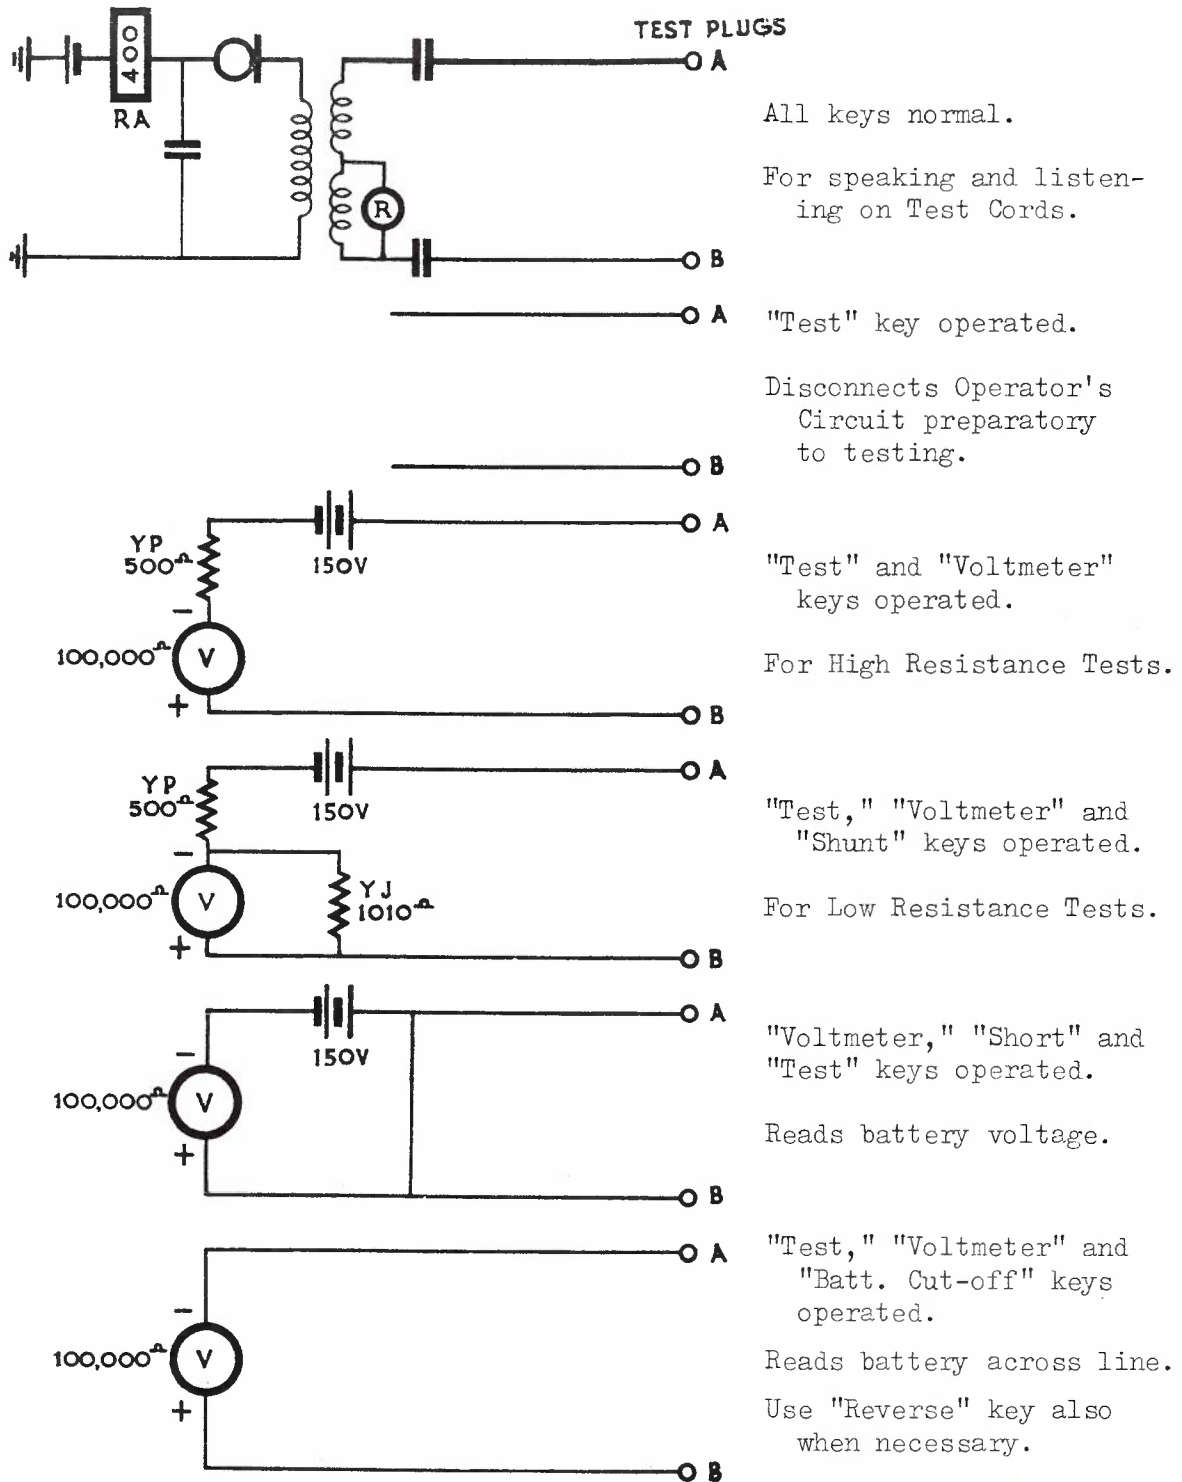 TEST PLUGS
400
RA
R
A
B
All keys normal.
For speaking and listen-
ing on Test Cords.
A
B
"Test" key operated.
Disconnects Operator's
Circuit preparatory
to testing.
YP
500Ω
150V
-
100,000Ω
V
+
A
B
"Test" and "Voltmeter"
keys operated.
For High Resistance Tests.
YP
500Ω
150V
-
100,000Ω
V
+
YJ
1010Ω
A
B
"Test," "Voltmeter" and
"Shunt" keys operated.
For Low Resistance Tests.
150V
-
100,000Ω
V
+
A
B
"Voltmeter," "Short" and
"Test" keys operated.
Reads battery voltage.
-
100,000Ω
V
+
A
B
"Test," "Voltmeter" and
"Batt. Cut-off" keys
operated.
Reads battery across line.
Use "Reverse" key also
when necessary.